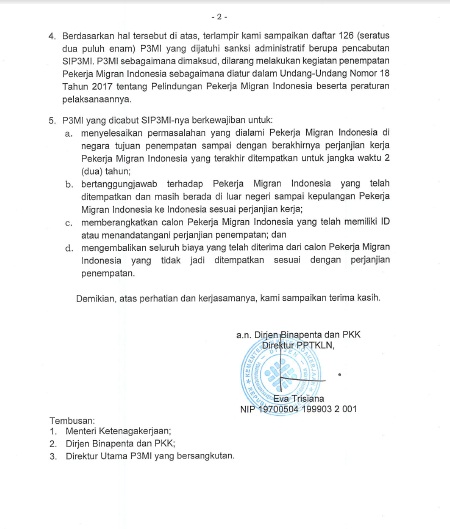 - 2 -
4. Berdasarkan hal tersebut di atas, terlampir kami sampaikan daftar 126 (seratus
dua puluh enam) P3MI yang dijatuhi sanksi administratif berupa pencabutan
SIP3MI. P3MI sebagaimana dimaksud, dilarang melakukan kegiatan penempatan
Pekerja Migran Indonesia sebagaimana diatur dalam Undang-Undang Nomor 18
Tahun 2017 tentang Pelindungan Pekerja Migran Indonesia beserta peraturan
pelaksanaannya.
5. P3MI yang dicabut SIP3MI-nya berkewajiban untuk:
a. menyelesaikan permasalahan yang dialami Pekerja Migran Indonesia di
negara tujuan penempatan sampai dengan berakhirnya perjanjian kerja
Pekerja Migran Indonesia yang terakhir ditempatkan untuk jangka waktu 2
(dua) tahun;
b. bertanggungjawab terhadap Pekerja Migran Indonesia yang telah
ditempatkan dan masih berada di luar negeri sampai kepulangan Pekerja
Migran Indonesia ke Indonesia sesuai perjanjian kerja;
c. memberangkatkan calon Pekerja Migran Indonesia yang telah memiliki ID
atau menandatangani perjanjian penempatan; dan
d. mengembalikan seluruh biaya yang telah diterima dari calon Pekerja Migran
Indonesia yang tidak jadi ditempatkan sesuai dengan perjanjian
penempatan.
Demikian, atas perhatian dan kerjasamanya, kami sampaikan terima kasih.
a.n. Dirjen Binapenta dan PKK
Direktur PPTKLN,
Eva Trisiana
NIP 19700504 199903 2 001
Tembusan:
1. Menteri Ketenagakerjaan;
2. Dirjen Binapenta dan PKK;
3. Direktur Utama P3MI yang bersangkutan.